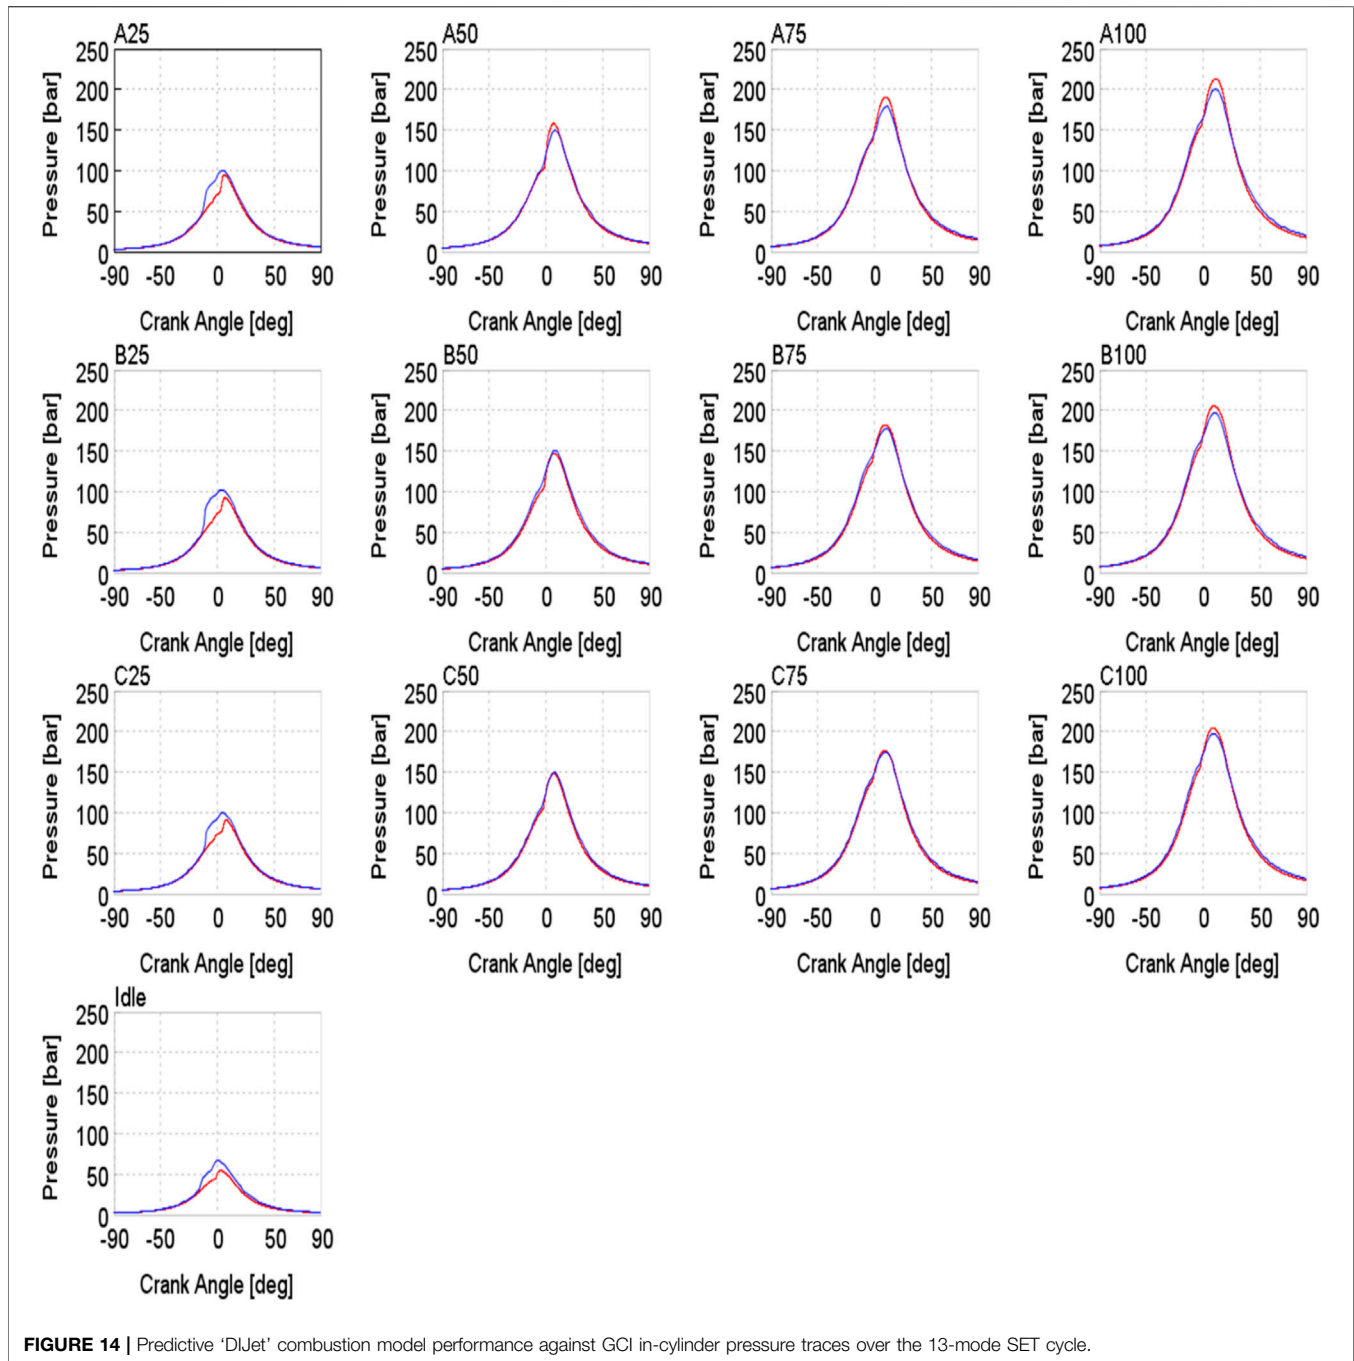 A25
A50
A75
A100
250
200
150
100
50
0
Pressure [bar]
-90 -50 0 50 90
Crank Angle [deg]
250
200
150
100
50
0
Pressure [bar]
-90 -50 0 50 90
Crank Angle [deg]
250
200
150
100
50
0
Pressure [bar]
-90 -50 0 50 90
Crank Angle [deg]
250
200
150
100
50
0
Pressure [bar]
-90 -50 0 50 90
Crank Angle [deg]
B25
B50
B75
B100
250
200
150
100
50
0
Pressure [bar]
-90 -50 0 50 90
Crank Angle [deg]
250
200
150
100
50
0
Pressure [bar]
-90 -50 0 50 90
Crank Angle [deg]
250
200
150
100
50
0
Pressure [bar]
-90 -50 0 50 90
Crank Angle [deg]
250
200
150
100
50
0
Pressure [bar]
-90 -50 0 50 90
Crank Angle [deg]
C25
C50
C75
C100
250
200
150
100
50
0
Pressure [bar]
-90 -50 0 50 90
Crank Angle [deg]
250
200
150
100
50
0
Pressure [bar]
-90 -50 0 50 90
Crank Angle [deg]
250
200
150
100
50
0
Pressure [bar]
-90 -50 0 50 90
Crank Angle [deg]
250
200
150
100
50
0
Pressure [bar]
-90 -50 0 50 90
Crank Angle [deg]
Idle
250
200
150
100
50
0
Pressure [bar]
-90 -50 0 50 90
Crank Angle [deg]
FIGURE 14 | Predictive ‘DIJet’ combustion model performance against GCI in-cylinder pressure traces over the 13-mode SET cycle.